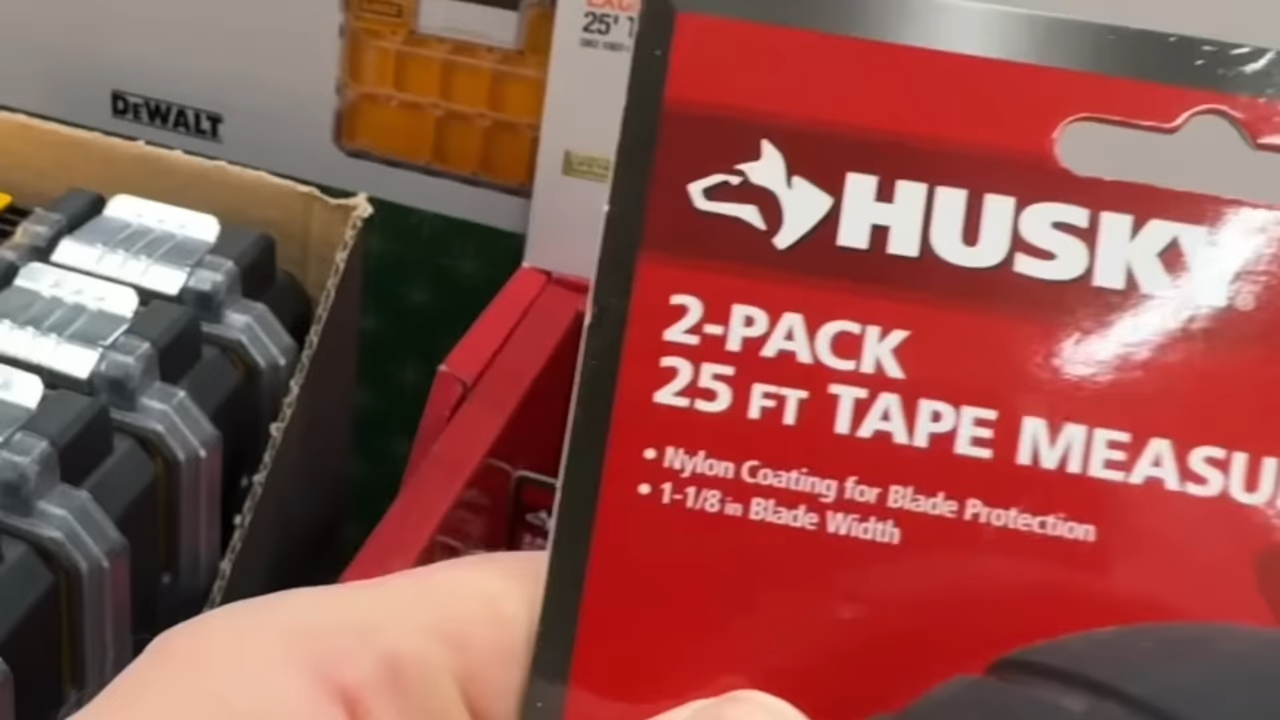 DEWALT
25'
HUSKY
2-PACK
25 FT TAPE MEASU
• Nylon Coating for Blade Protection
• 1-1/8 in Blade Width